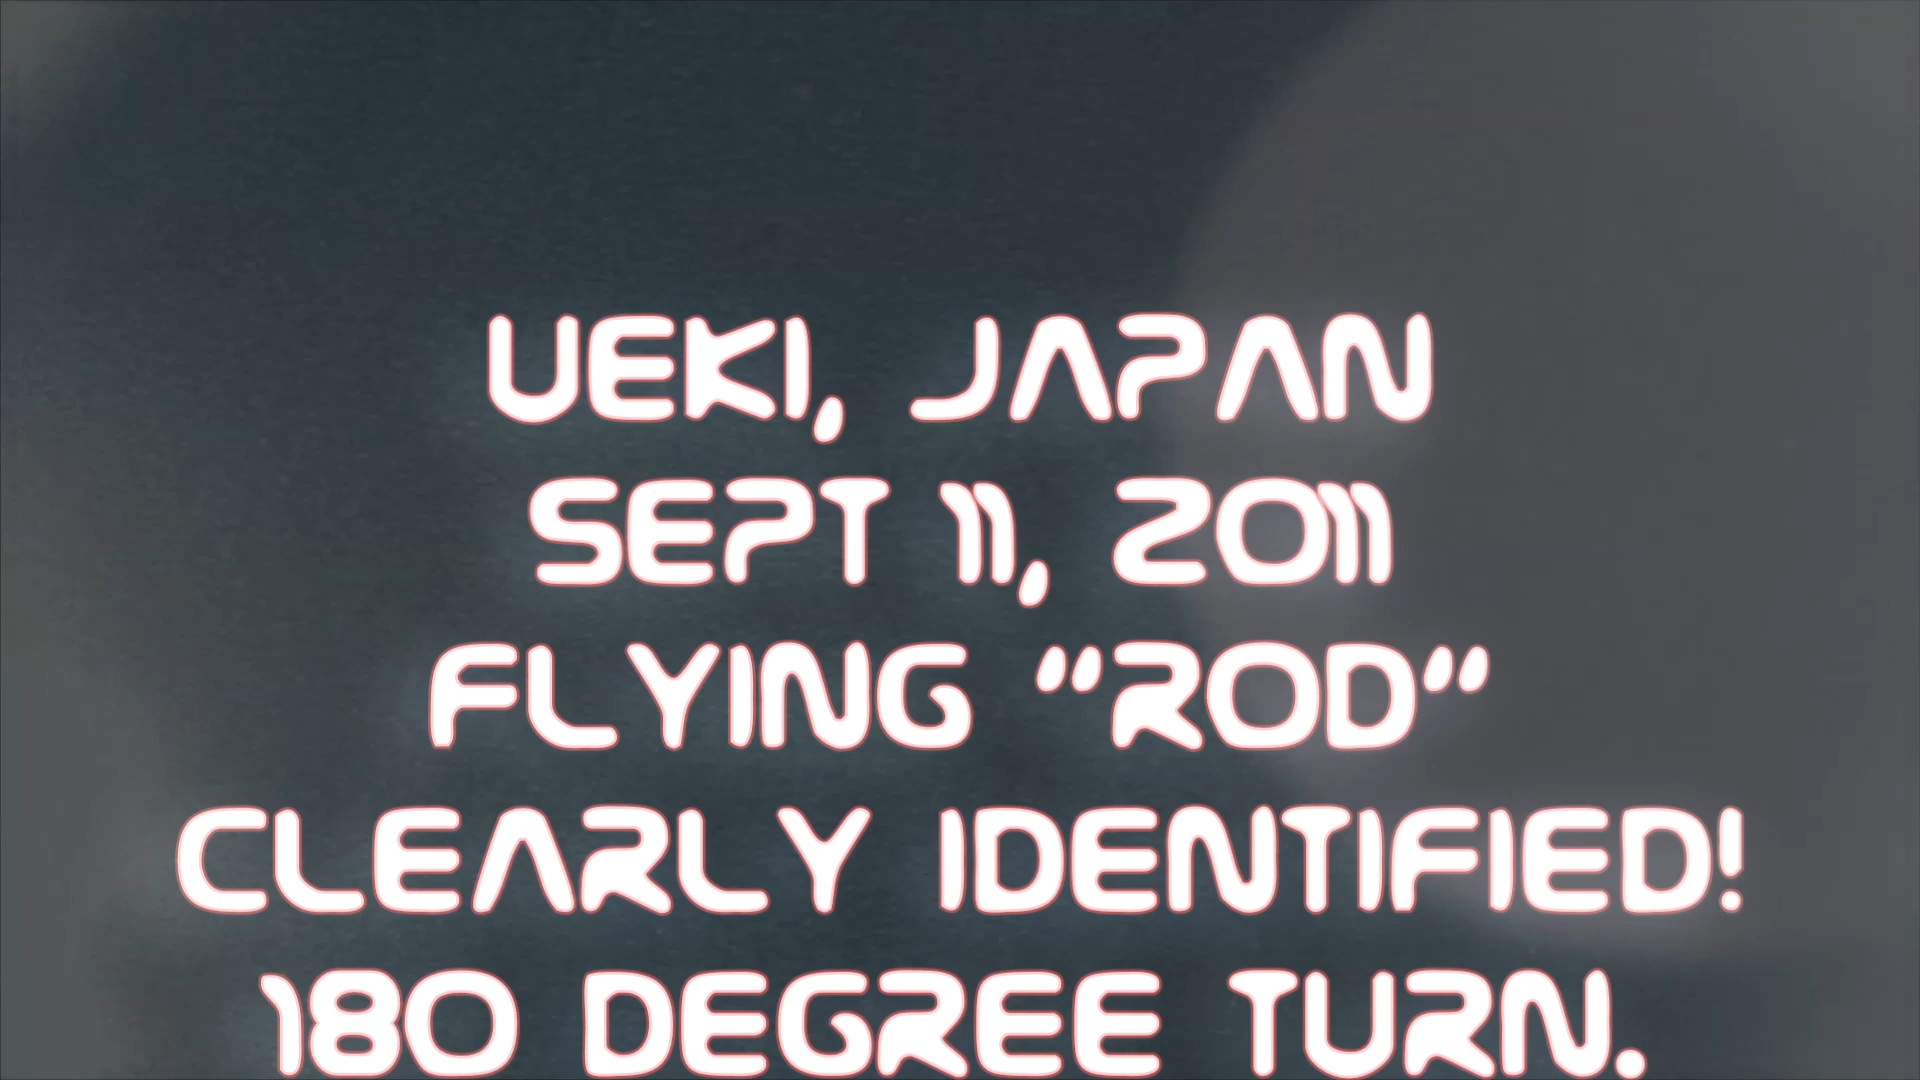 UEKI, JAPAN
SEPT 11, 2011
FLYING "ROD"
CLEARLY IDENTIFIED!
180 DEGREE TURN.